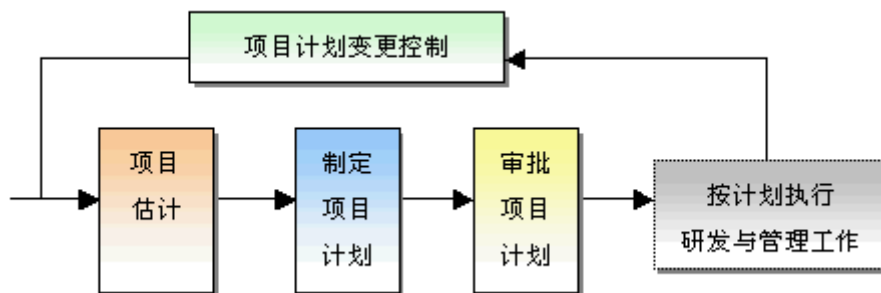 项目计划变更控制
项目
估计
制定
项目
计划
审批
项目
计划
按计划执行
研发与管理工作